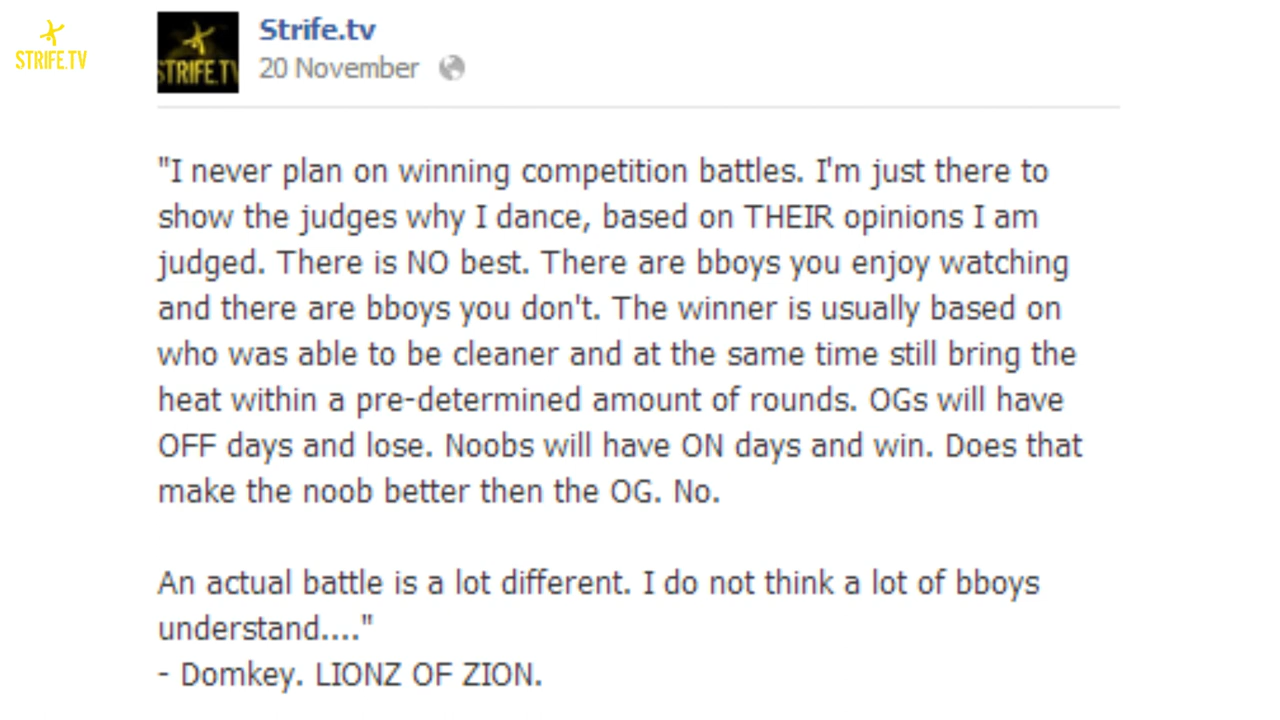 STRIFE.TV
STRIFE.TV
Strife.tv
20 November
"I never plan on winning competition battles. I'm just there to
show the judges why I dance, based on THEIR opinions I am
judged. There is NO best. There are bboys you enjoy watching
and there are bboys you don't. The winner is usually based on
who was able to be cleaner and at the same time still bring the
heat within a pre-determined amount of rounds. OGs will have
OFF days and lose. Noobs will have ON days and win. Does that
make the noob better then the OG. No.
An actual battle is a lot different. I do not think a lot of bboys
understand...."
- Domkey. LIONZ OF ZION.